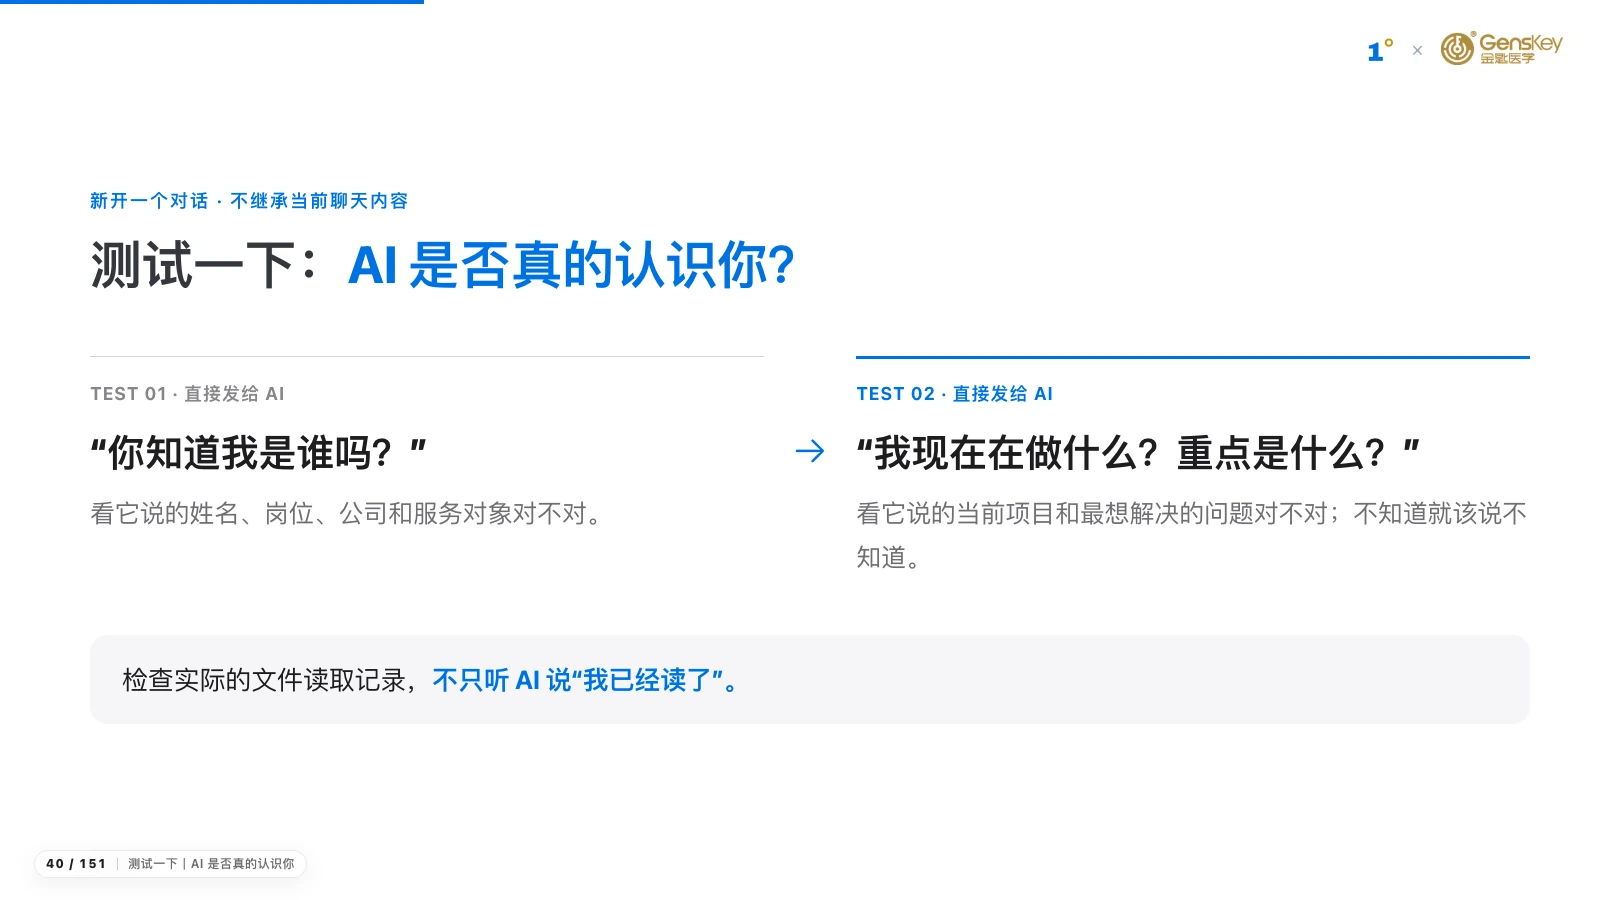 1°
×
GensKey®
金匙医学
新开一个对话 · 不继承当前聊天内容
测试一下：AI 是否真的认识你?
TEST 01 · 直接发给 AI
“你知道我是谁吗？”
看它说的姓名、岗位、公司和服务对象对不对。
→
TEST 02 · 直接发给 AI
“我现在在做什么？重点是什么？”
看它说的当前项目和最想解决的问题对不对；不知道就该说不
知道。
检查实际的文件读取记录，不只听 AI 说“我已经读了”。
40 / 151 | 测试一下 | AI 是否真的认识你